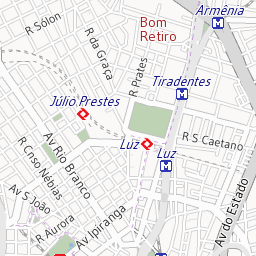 Armênia
M
R Sólon
Bom
Retiro
R da Graça
R Prates
Tiradentes
M
Júlio Prestes
Luz
R S Caetano
Luz
M
Av Rio Branco
R Cnso Nébias
Av S João
R Aurora
Av Ipiranga
Av do Estado